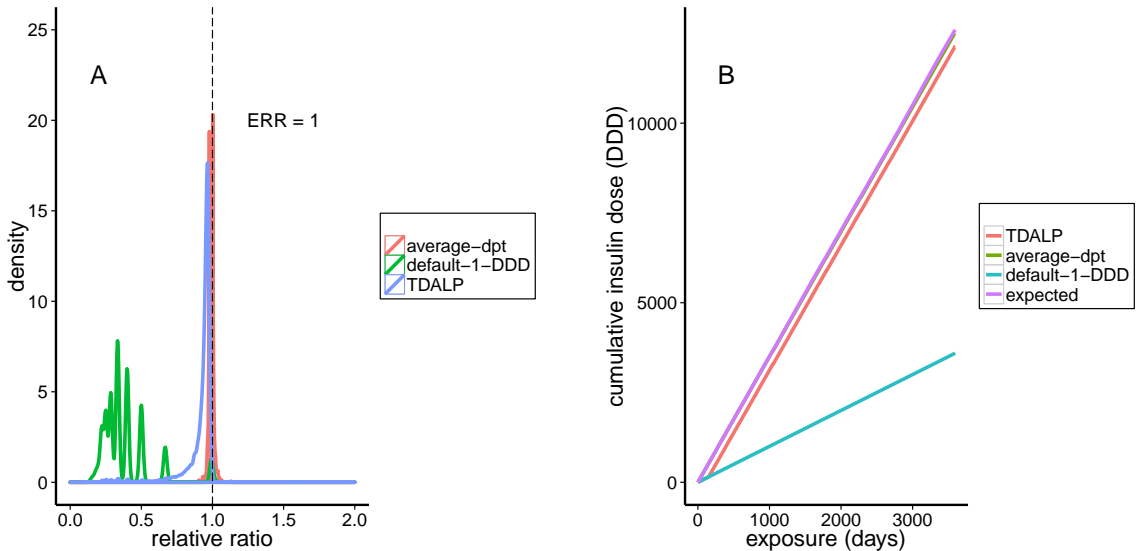 A
ERR = 1
density
25
20
15
10
5
0
0.0 0.5 1.0 1.5 2.0
relative ratio
average−dpt
default−1−DDD
TDALP
B
cumulative insulin dose (DDD)
10000
5000
0
0 1000 2000 3000
exposure (days)
TDALP
average−dpt
default−1−DDD
expected